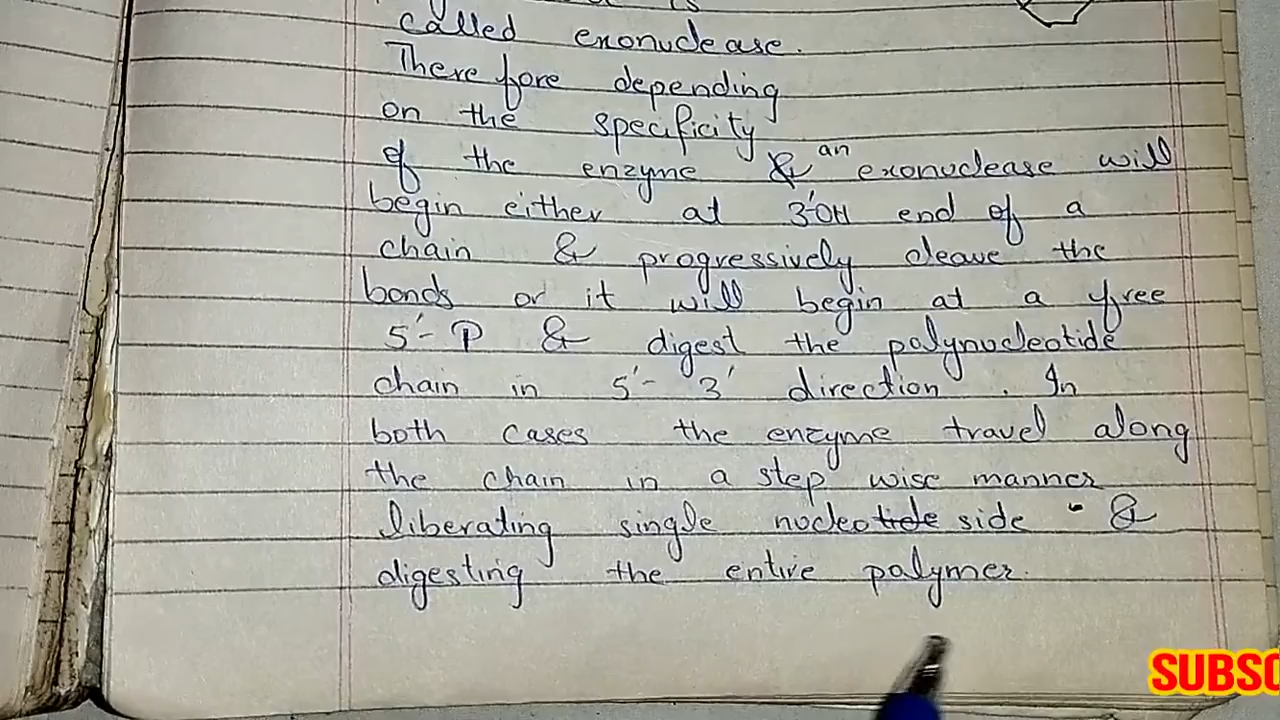 is
called exonuclease.
Therefore depending
on the specificity
of the enzyme & an exonuclease will
begin either at 3'OH end of a
chain & progressively cleave the
bonds or it will begin at a free
5'- P & digest the polynucleotide
chain in 5'- 3' direction. In
both cases the enzyme travel along
the chain in a step wise manner
liberating single nucleotide side - &
digesting the entire polymer.
SUBSC